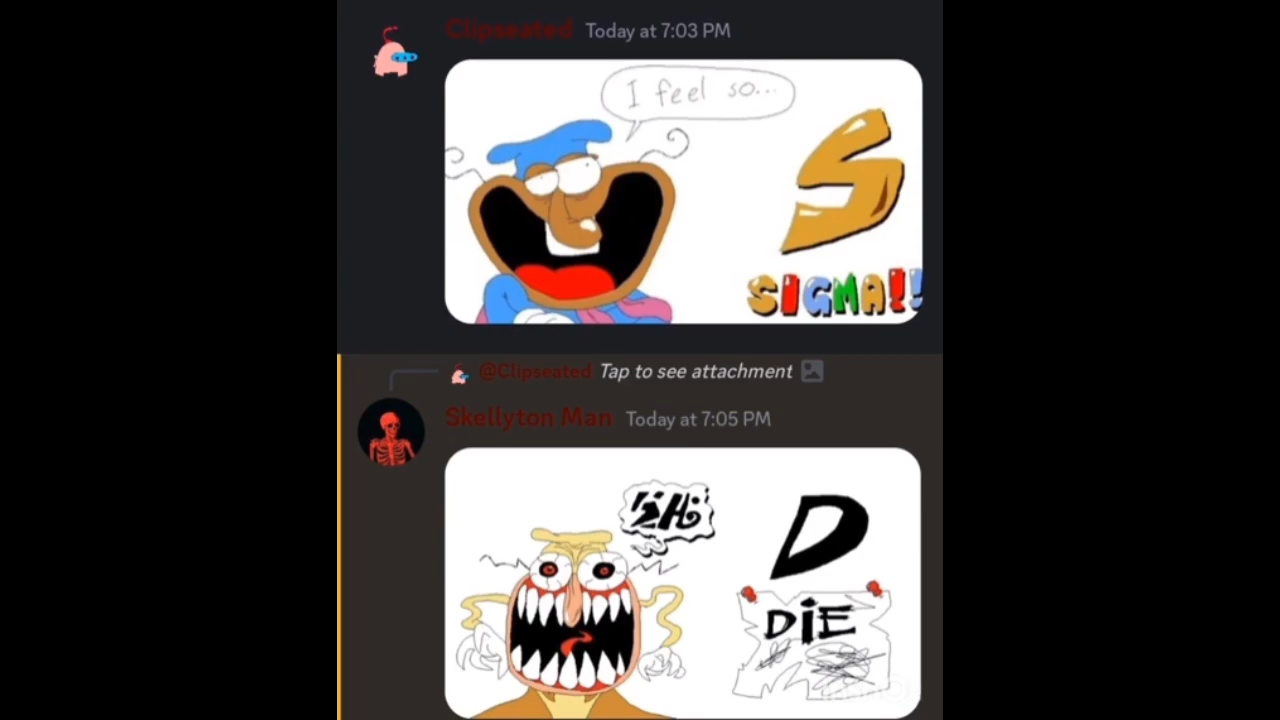 Clipseated Today at 7:03 PM
I feel so...
S
SIGMA!!
@Clipseated Tap to see attachment
Skellyton Man Today at 7:05 PM
D
DIE